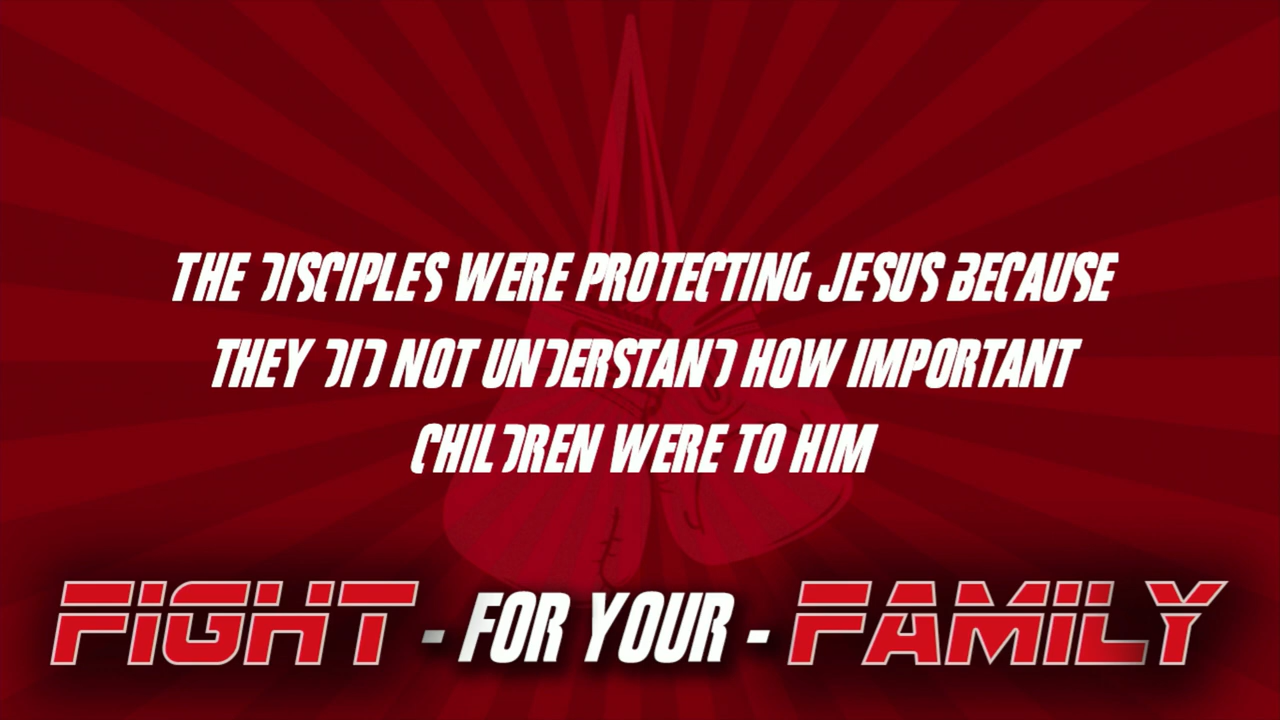 THE DISCIPLES WERE PROTECTING JESUS BECAUSE
THEY DID NOT UNDERSTAND HOW IMPORTANT
CHILDREN WERE TO HIM
FIGHT - FOR YOUR - FAMILY